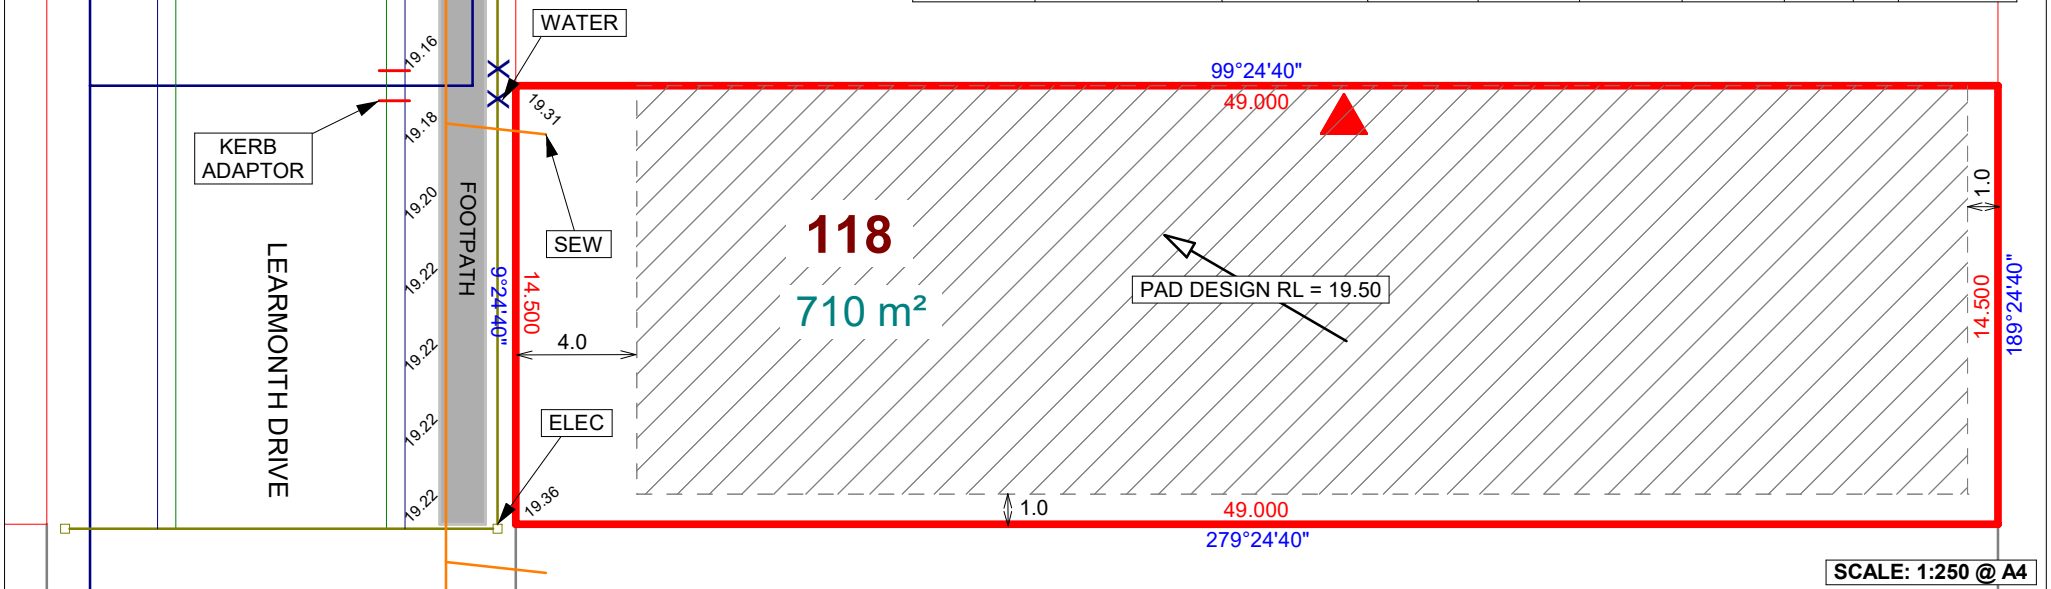 WATER
19.16
99°24'40"
49.000
19.31
19.18
KERB
ADAPTOR
1.0
19.20
FOOTPATH
118
SEW
LEARMONTH DRIVE
19.22
9°24'40"
14.500
710 m²
PAD DESIGN RL = 19.50
14.500
189°24'40"
4.0
19.22
19.22
ELEC
19.22
19.36
1.0
49.000
279°24'40"
SCALE: 1:250 @ A4